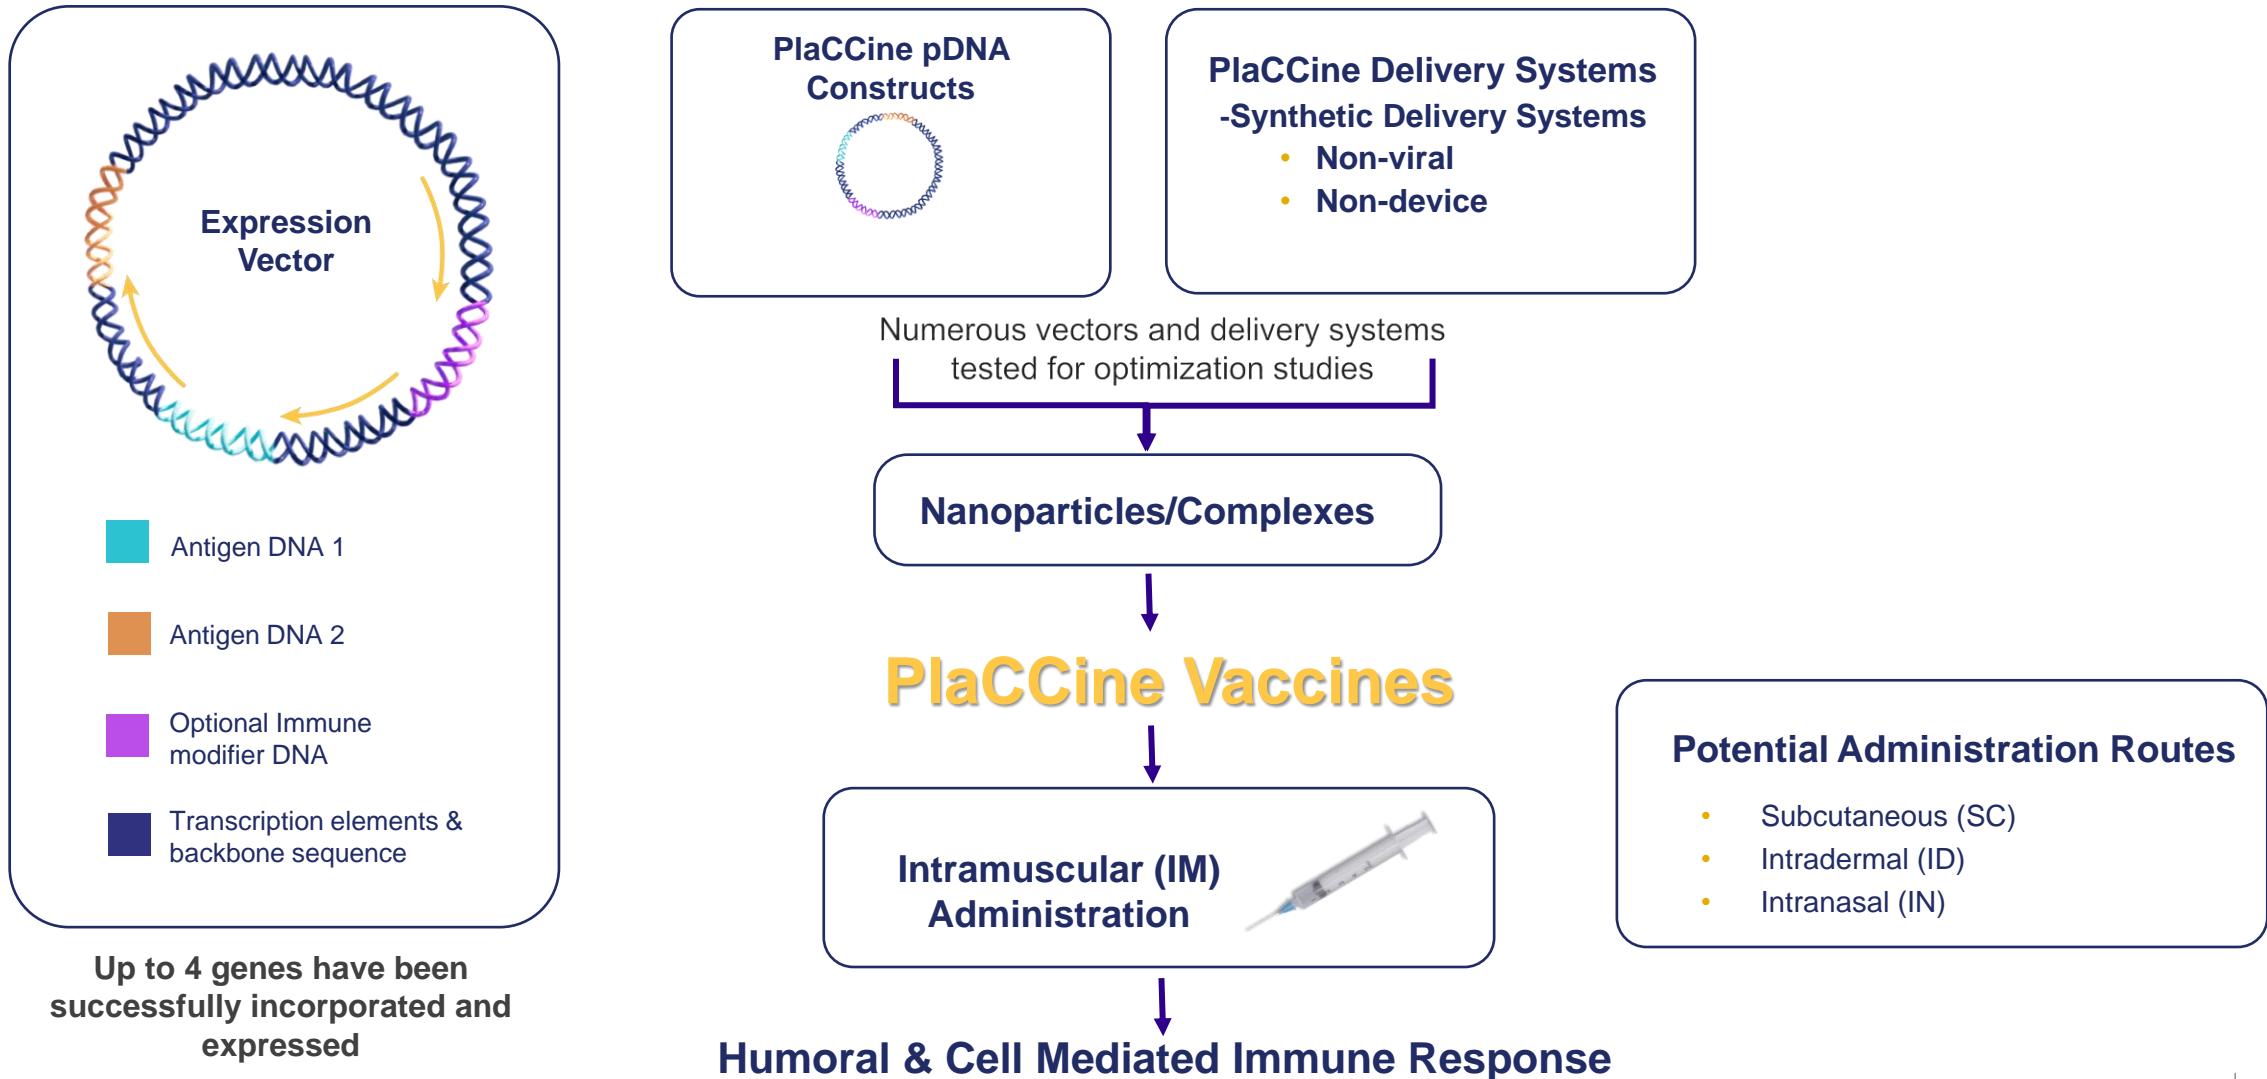 Expression
Vector
Antigen DNA 1
Antigen DNA 2
Optional Immune
modifier DNA
Transcription elements &
backbone sequence
Up to 4 genes have been
successfully incorporated and
expressed
PlaCCine pDNA
Constructs
PlaCCine Delivery Systems
-Synthetic Delivery Systems
• Non-viral
• Non-device
Numerous vectors and delivery systems
tested for optimization studies
Nanoparticles/Complexes
PlaCCine Vaccines
Intramuscular (IM)
Administration
Humoral & Cell Mediated Immune Response
Potential Administration Routes
• Subcutaneous (SC)
• Intradermal (ID)
• Intranasal (IN)